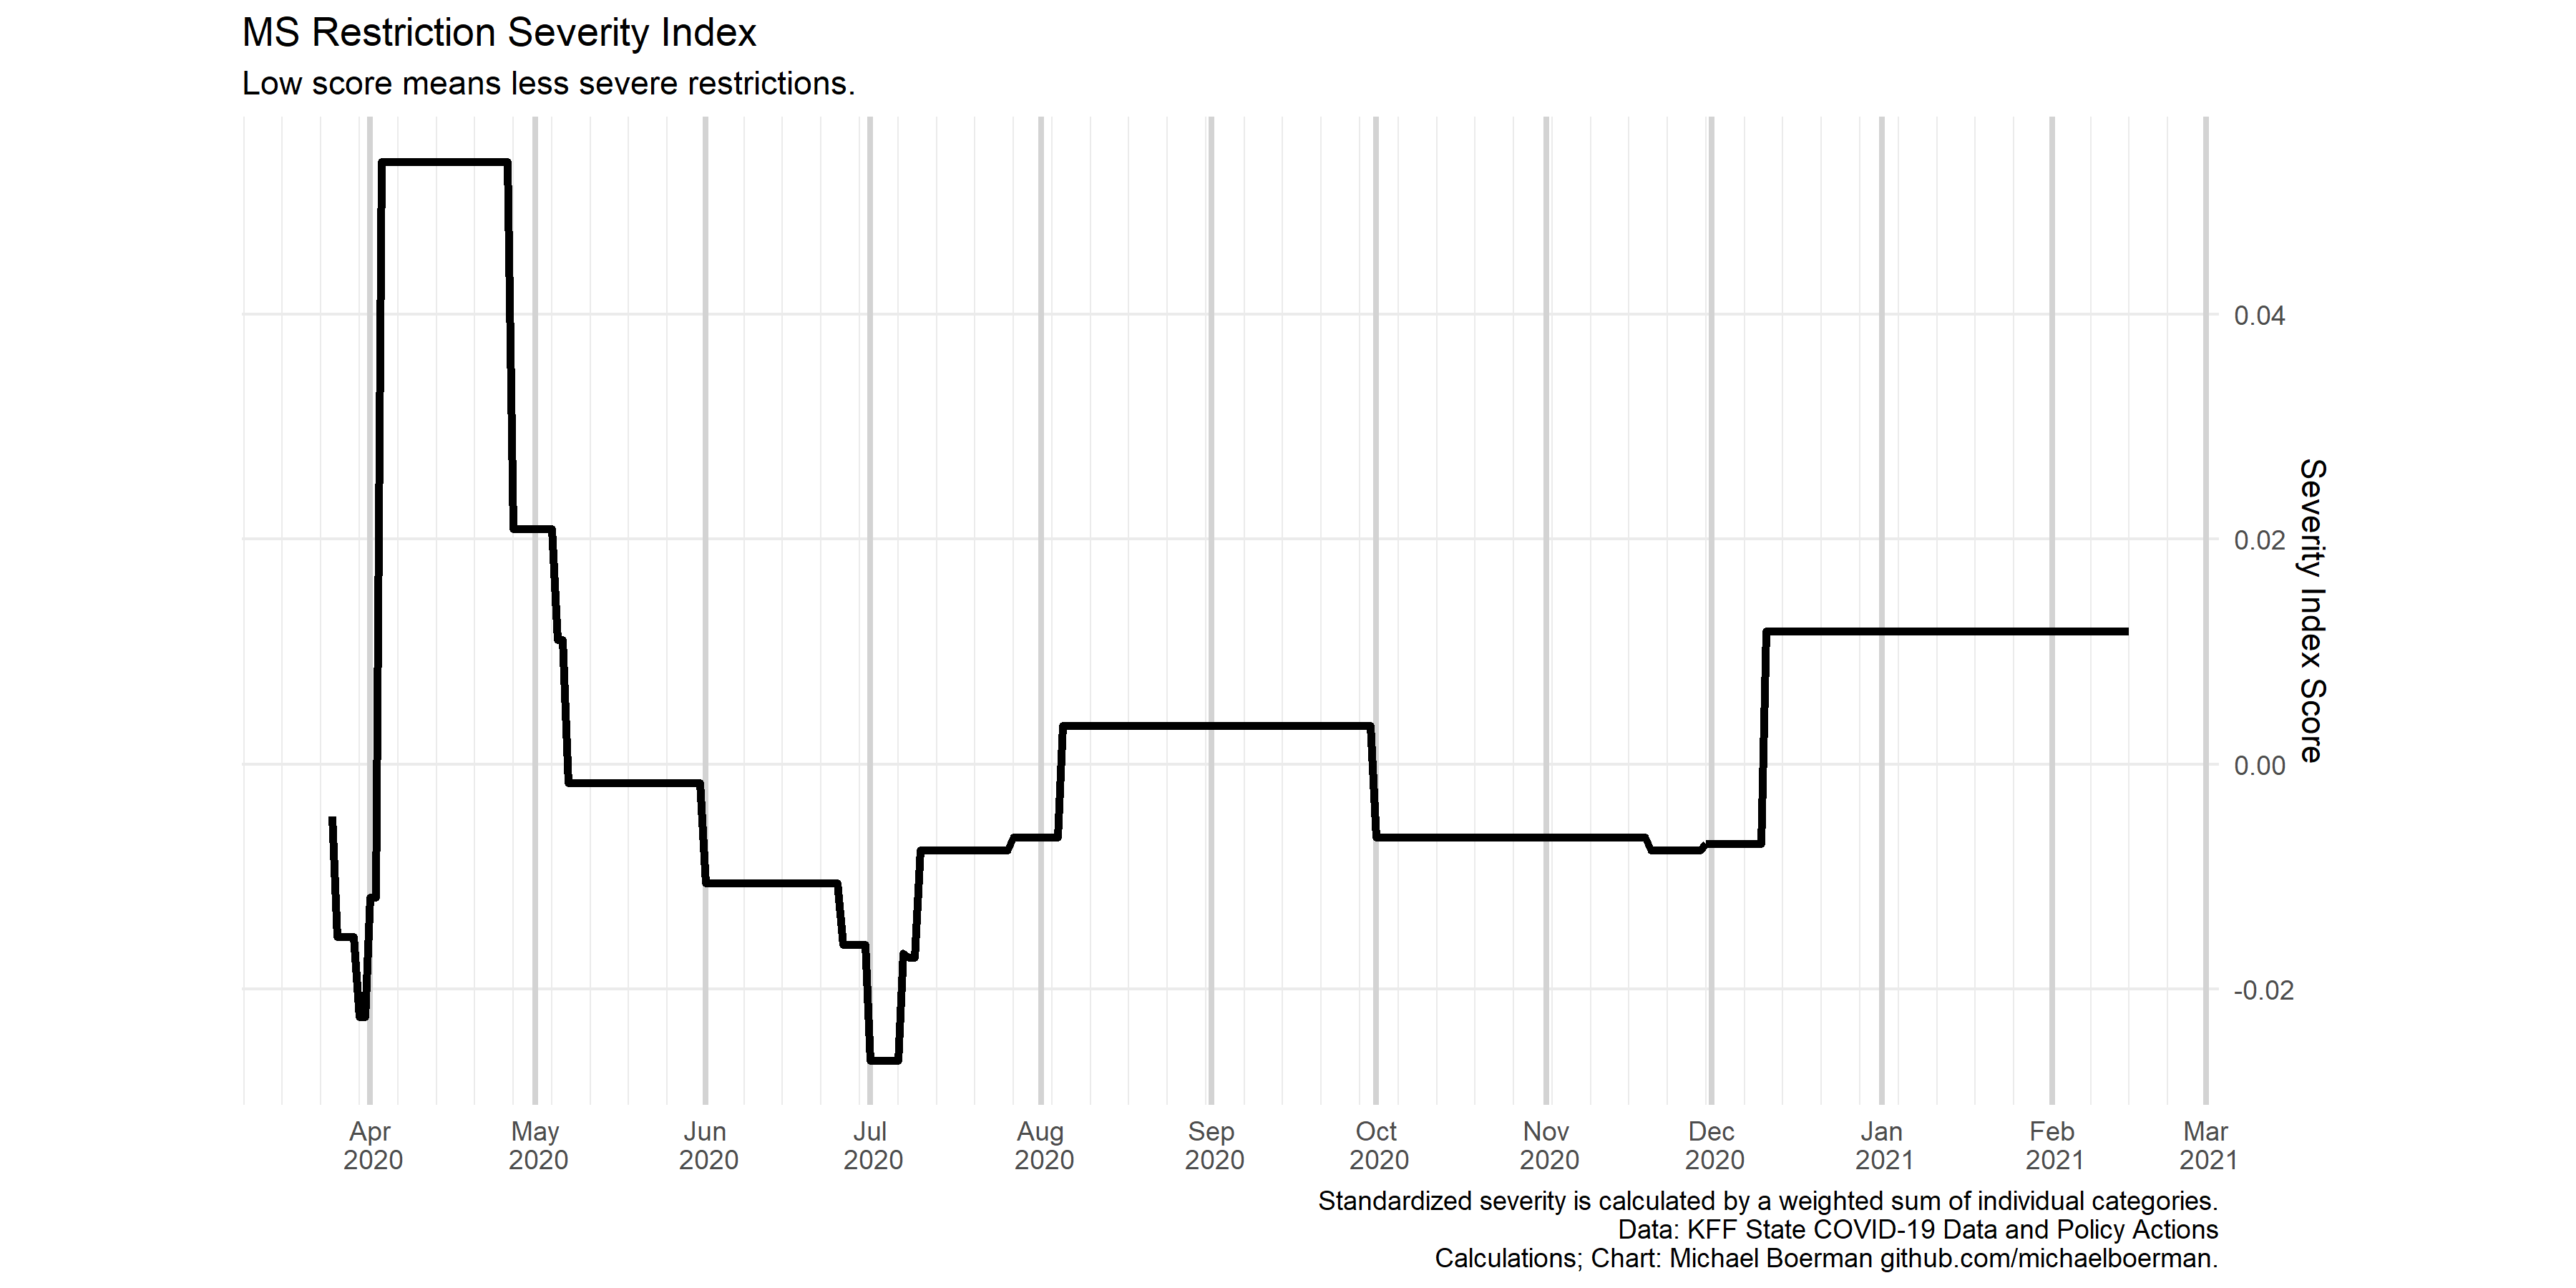 MS Restriction Severity Index
Low score means less severe restrictions.
0.04
0.02
0.00
-0.02
Severity Index Score
Apr May Jun Jul Aug Sep Oct Nov Dec Jan Feb Mar
2020 2020 2020 2020 2020 2020 2020 2020 2020 2021 2021 2021
Standardized severity is calculated by a weighted sum of individual categories.
Data: KFF State COVID-19 Data and Policy Actions
Calculations; Chart: Michael Boerman github.com/michaelboerman.